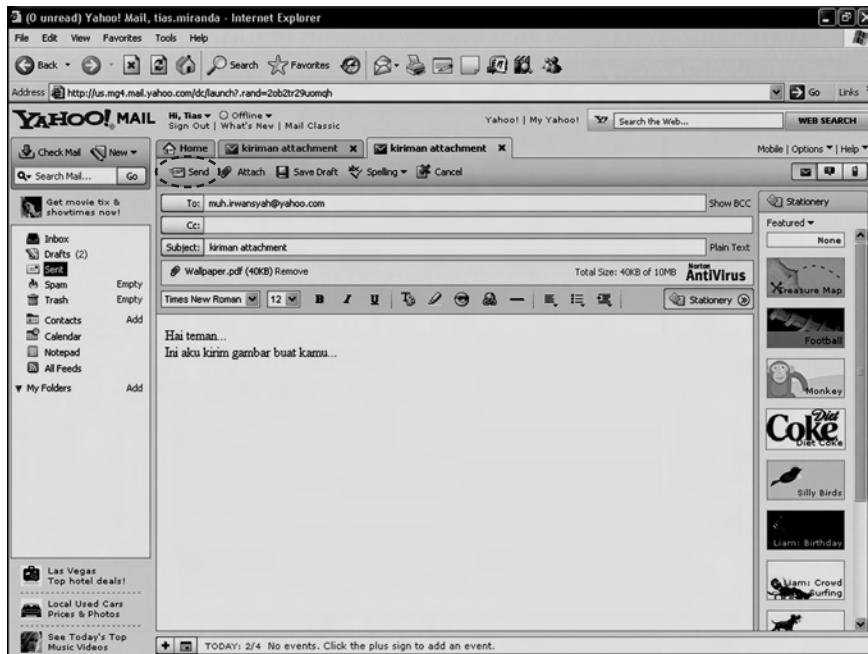 (0 unread) Yahoo! Mail, tias.miranda - Internet Explorer
File Edit View Favorites Tools Help
Back Search Favorites
Address http://us.mg4.mail.yahoo.com/dc/launch?.rand=2ob2tr29uomqh Go Links
YAHOO! MAIL
Hi, Tias Offline
Sign Out | What's New | Mail Classic
Yahoo! | My Yahoo! Y! Search the Web... WEB SEARCH
Check Mail New
Home kiriman attachment kiriman attachment
Mobile | Options | Help
Search Mail... Go
Send Attach Save Draft Spelling Cancel
Get movie tix &
showtimes now!
To: muh.irwansyah@yahoo.com Show BCC
Cc:
Subject: kiriman attachment Plain Text
Wallpaper.pdf (40KB) Remove Total Size: 40KB of 10MB Norton AntiVirus
Times New Roman 12 B I U Stationery
Inbox
Drafts (2)
Sent
Spam Empty
Trash Empty
Contacts Add
Calendar
Notepad
All Feeds
My Folders Add
Hai teman...
Ini aku kirim gambar buat kamu...
Stationery
Featured
None
Treasure Map
Football
Monkey
Diet
Coke
Diet Coke
Silly Birds
Liam: Birthday
Liam: Crowd
Surfing
Las Vegas
Top hotel deals!
Local Used Cars
Prices & Photos
See Today's Top
Music Videos
TODAY: 2/4 No events. Click the plus sign to add an event.